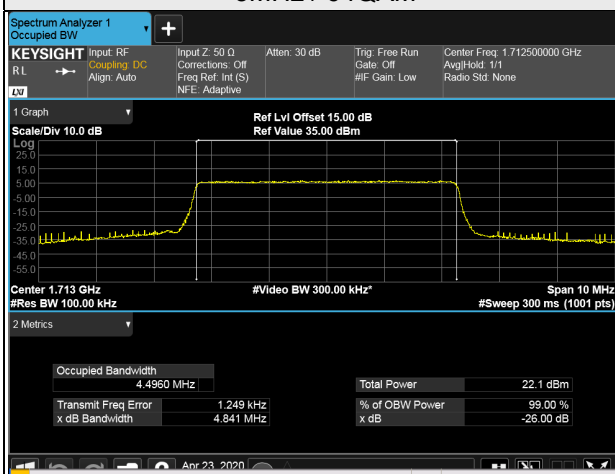 Spectrum Analyzer 1
Occupied BW
KEYSIGHT
RL
LXI
Input: RF
Coupling: DC
Align: Auto
Input Z: 50 Ω
Corrections: Off
Freq Ref: Int (S)
NFE: Adaptive
Atten: 30 dB
Trig: Free Run
Gate: Off
#IF Gain: Low
Center Freq: 1.712500000 GHz
Avg|Hold: 1/1
Radio Std: None
1 Graph
Scale/Div 10.0 dB
Ref Lvl Offset 15.00 dB
Ref Value 35.00 dBm
Log
25.0
15.0
5.00
-5.00
-15.0
-25.0
-35.0
-45.0
-55.0
Center 1.713 GHz
#Res BW 100.00 kHz
#Video BW 300.00 kHz*
Span 10 MHz
#Sweep 300 ms (1001 pts)
2 Metrics
Occupied Bandwidth
4.4960 MHz
Transmit Freq Error 1.249 kHz
x dB Bandwidth 4.841 MHz
Total Power 22.1 dBm
% of OBW Power 99.00 %
x dB -26.00 dB
Apr 23, 2020